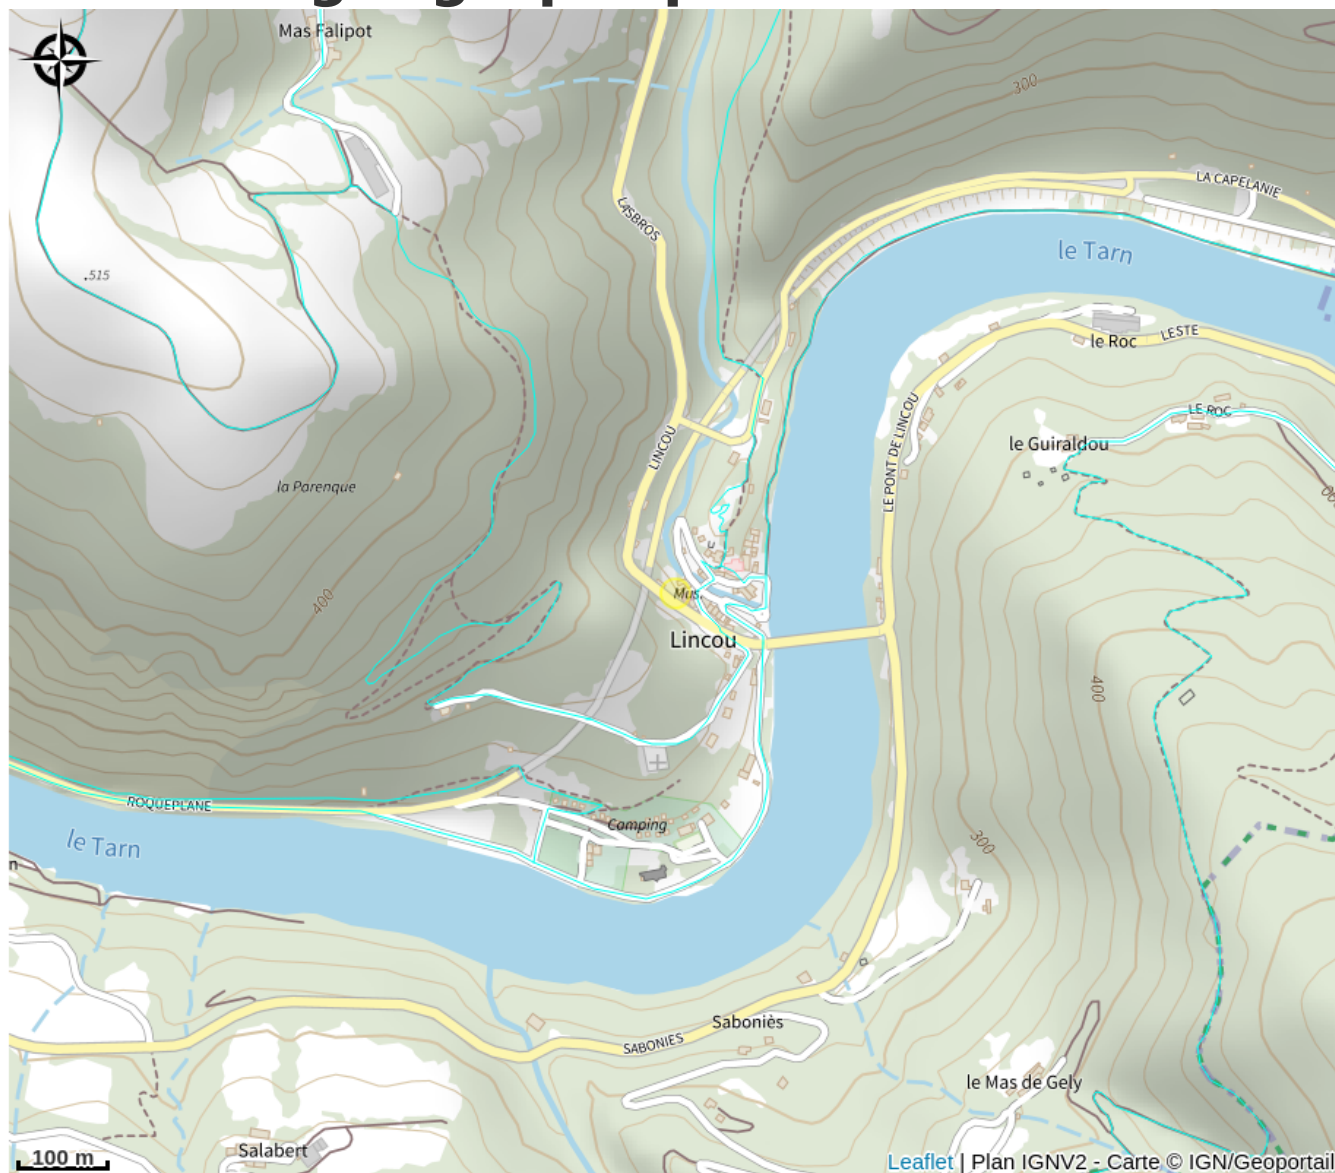 Mas Falipot
300
LA CAPELANIE
LASBROS
le Tarn
.515
le Roc
LESTE
LE ROC
LE PONT DE LINCOU
LINCOU
le Guiraldou
la Parenque
400
Mus
Lincou
400
ROQUEPLANE
Camping
le Tarn
300
Saboniès
SABONIES
le Mas de Gely
Salabert
100 m
Leaflet | Plan IGNV2 - Carte © IGN/Geoportail